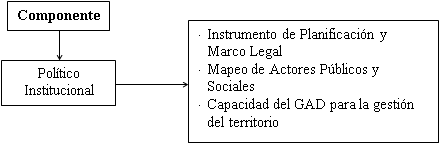 Componente
Político
Institucional
· Instrumento de Planificación y
Marco Legal
· Mapeo de Actores Públicos y
Sociales
· Capacidad del GAD para la gestión
del territorio